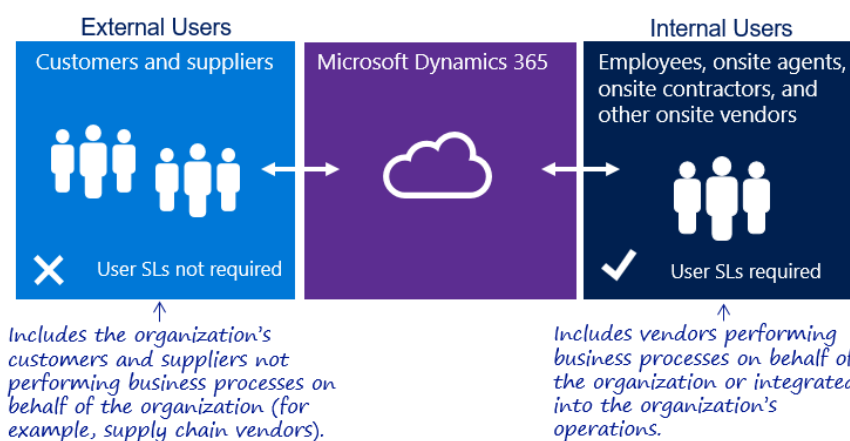 External Users
Customers and suppliers
User SLs not required
Includes the organization's
customers and suppliers not
performing business processes on
behalf of the organization (for
example, supply chain vendors).
Microsoft Dynamics 365
Internal Users
Employees, onsite agents,
onsite contractors, and
other onsite vendors
User SLs required
Includes vendors performing
business processes on behalf of
the organization or integrated
into the organization's
operations.